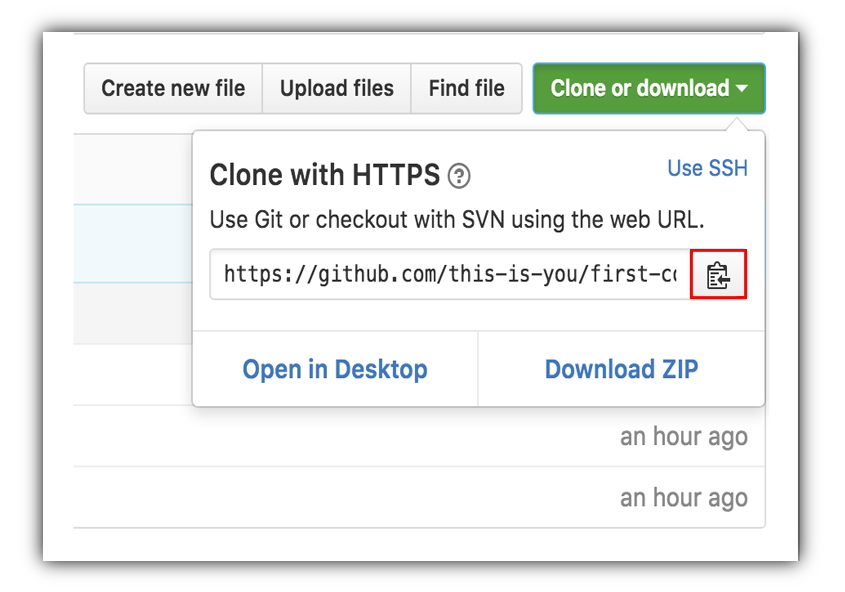 Create new file Upload files Find file Clone or download
Clone with HTTPS ?
Use SSH
Use Git or checkout with SVN using the web URL.
https://github.com/this-is-you/first-co
Open in Desktop Download ZIP
an hour ago
an hour ago